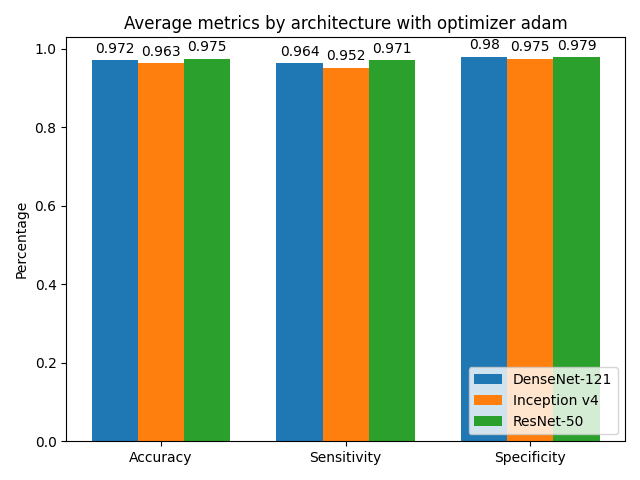 Average metrics by architecture with optimizer adam
Percentage
1.0
0.8
0.6
0.4
0.2
0.0
0.972
0.963
0.975
0.964
0.952
0.971
0.98
0.975
0.979
Accuracy
Sensitivity
Specificity
DenseNet-121
Inception v4
ResNet-50